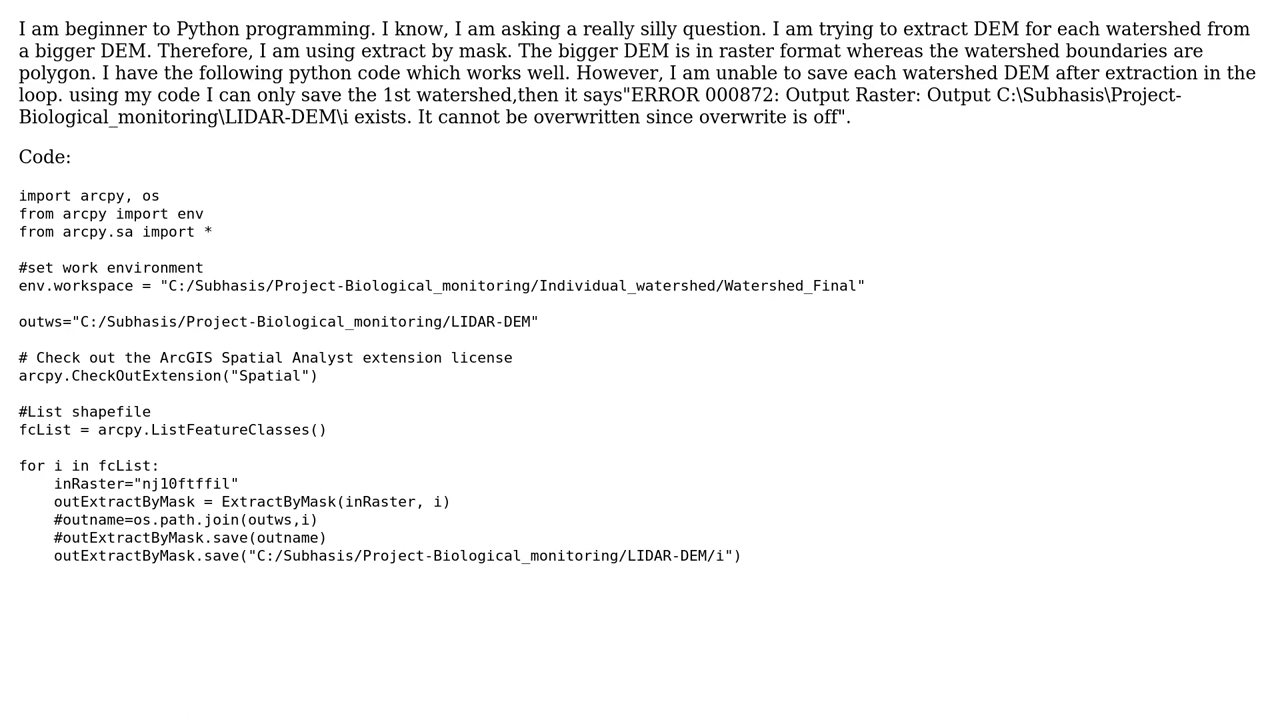 I am beginner to Python programming. I know, I am asking a really silly question. I am trying to extract DEM for each watershed from
a bigger DEM. Therefore, I am using extract by mask. The bigger DEM is in raster format whereas the watershed boundaries are
polygon. I have the following python code which works well. However, I am unable to save each watershed DEM after extraction in the
loop. using my code I can only save the 1st watershed,then it says"ERROR 000872: Output Raster: Output C:\Subhasis\Project-
Biological_monitoring\LIDAR-DEM\i exists. It cannot be overwritten since overwrite is off".

Code:

import arcpy, os
from arcpy import env
from arcpy.sa import *

#set work environment
env.workspace = "C:/Subhasis/Project-Biological_monitoring/Individual_watershed/Watershed_Final"

outws="C:/Subhasis/Project-Biological_monitoring/LIDAR-DEM"

# Check out the ArcGIS Spatial Analyst extension license
arcpy.CheckOutExtension("Spatial")

#List shapefile
fcList = arcpy.ListFeatureClasses()

for i in fcList:
    inRaster="nj10ftffil"
    outExtractByMask = ExtractByMask(inRaster, i)
    #outname=os.path.join(outws,i)
    #outExtractByMask.save(outname)
    outExtractByMask.save("C:/Subhasis/Project-Biological_monitoring/LIDAR-DEM/i")